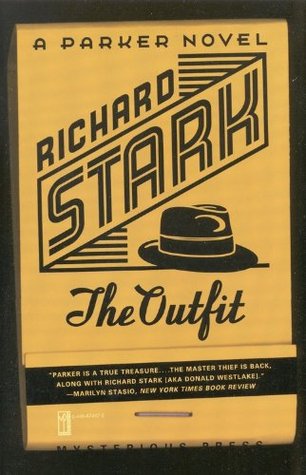 A PARKER NOVEL
RICHARD
STARK
The Outfit
"PARKER IS A TRUE TREASURE....THE MASTER THIEF IS BACK,
ALONG WITH RICHARD STARK [AKA DONALD WESTLAKE]."
—MARILYN STASIO, NEW YORK TIMES BOOK REVIEW
MYSTERIOUS PRESS